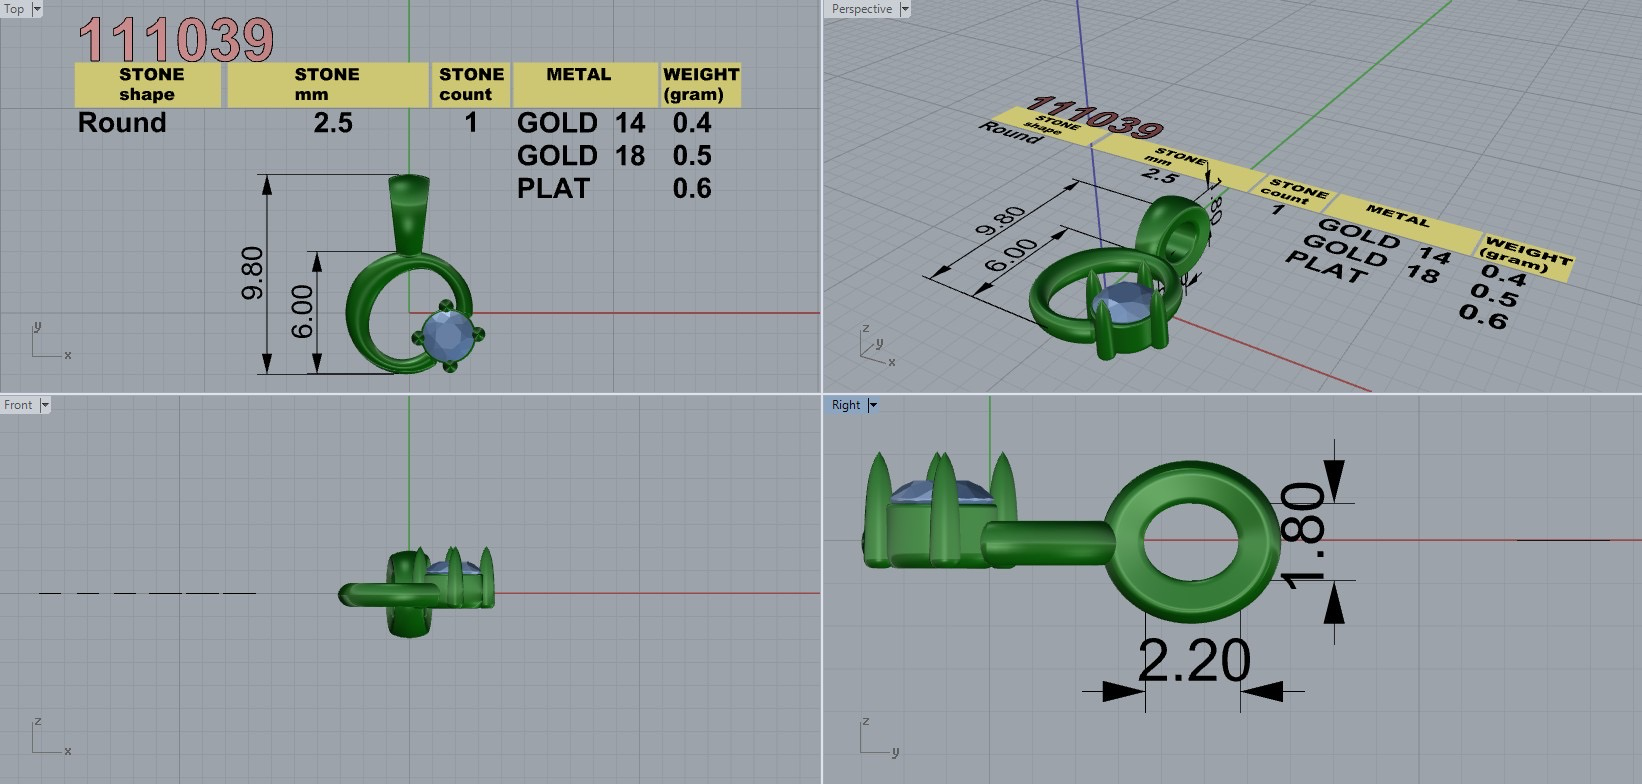 Top
111039
STONE shape STONE mm STONE count METAL WEIGHT (gram)
Round 2.5 1 GOLD 14 0.4
GOLD 18 0.5
PLAT 0.6
9.80
6.00
y
x
Perspective
111039
STONE shape STONE mm STONE count METAL WEIGHT (gram)
Round 2.5 1 GOLD 14 0.4
GOLD 18 0.5
PLAT 0.6
9.80
6.00
z
y
x
Front
z
x
Right
1.80
2.20
z
y